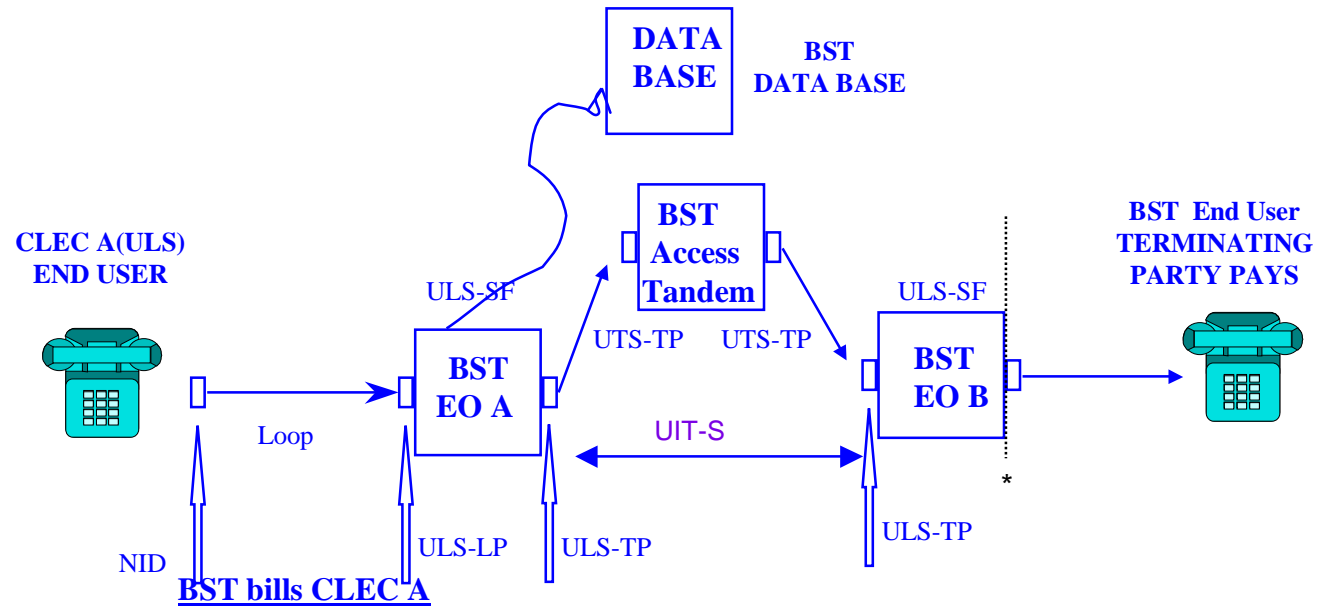 DATA
BASE
BST
DATA BASE
CLEC A(ULS)
END USER
BST
Access
Tandem
BST End User
TERMINATING
PARTY PAYS
ULS-SF
ULS-SF
UTS-TP
UTS-TP
BST
EO A
BST
EO B
Loop
UIT-S
*
NID
ULS-LP
ULS-TP
ULS-TP
BST bills CLEC A